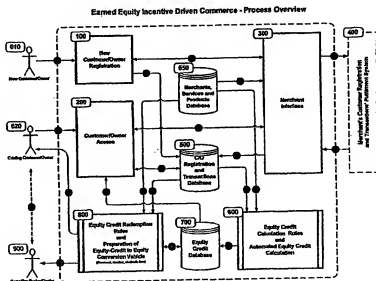 Earned Equity Incentive Driven Commerce - Process Overview
610
100
300
400
New
Customer/Owner
Registration
650
New Customer/Owner
Merchants,
Services and
Products
Database
Merchant
Interface
Merchant's Customer Registration
and Transactions' Settlement System
200
620
Customer/Owner
Access
Existing Customer/Owner
500
C/O
Registration
and
Transactions
Database
800
700
600
900
Equity Credit Redemption
Rules
and
Preparation of
Equity-Credit to Equity
Conversion Vehicle
Equity
Credit
Database
Equity Credit
Calculation Rules
and
Automated Equity Credit
Calculation